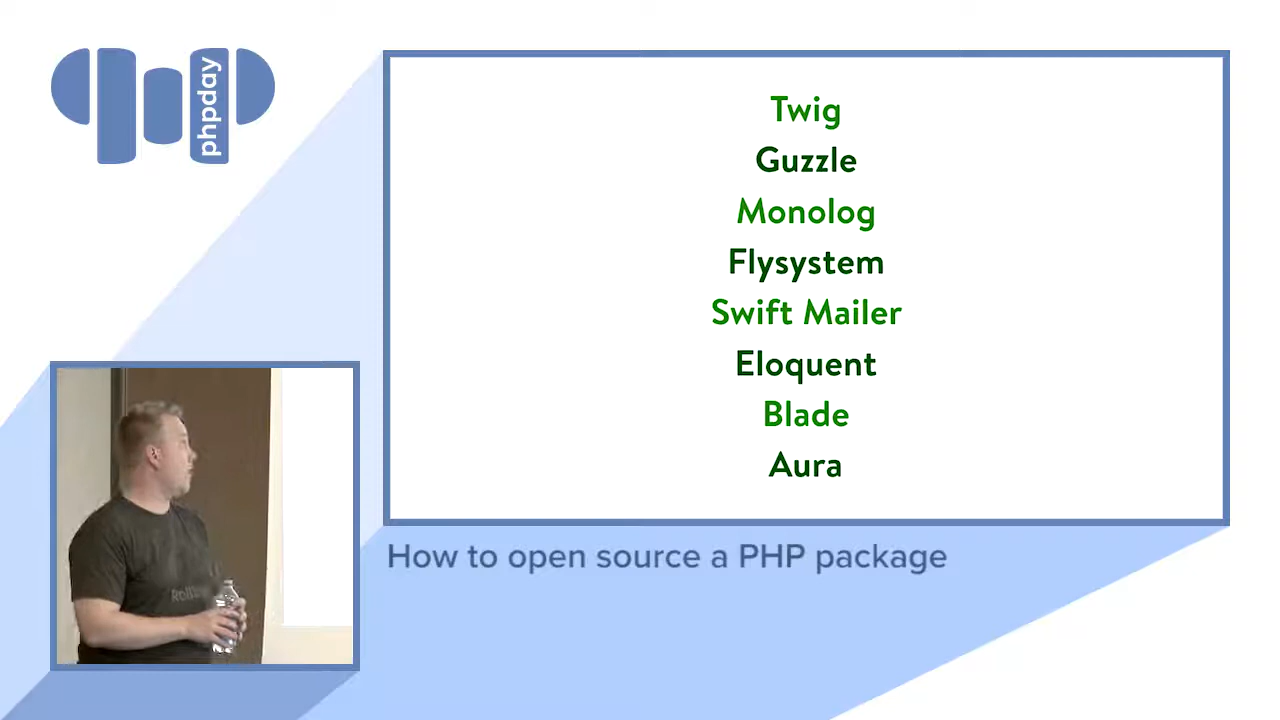 phpday
Twig
Guzzle
Monolog
Flysystem
Swift Mailer
Eloquent
Blade
Aura
How to open source a PHP package